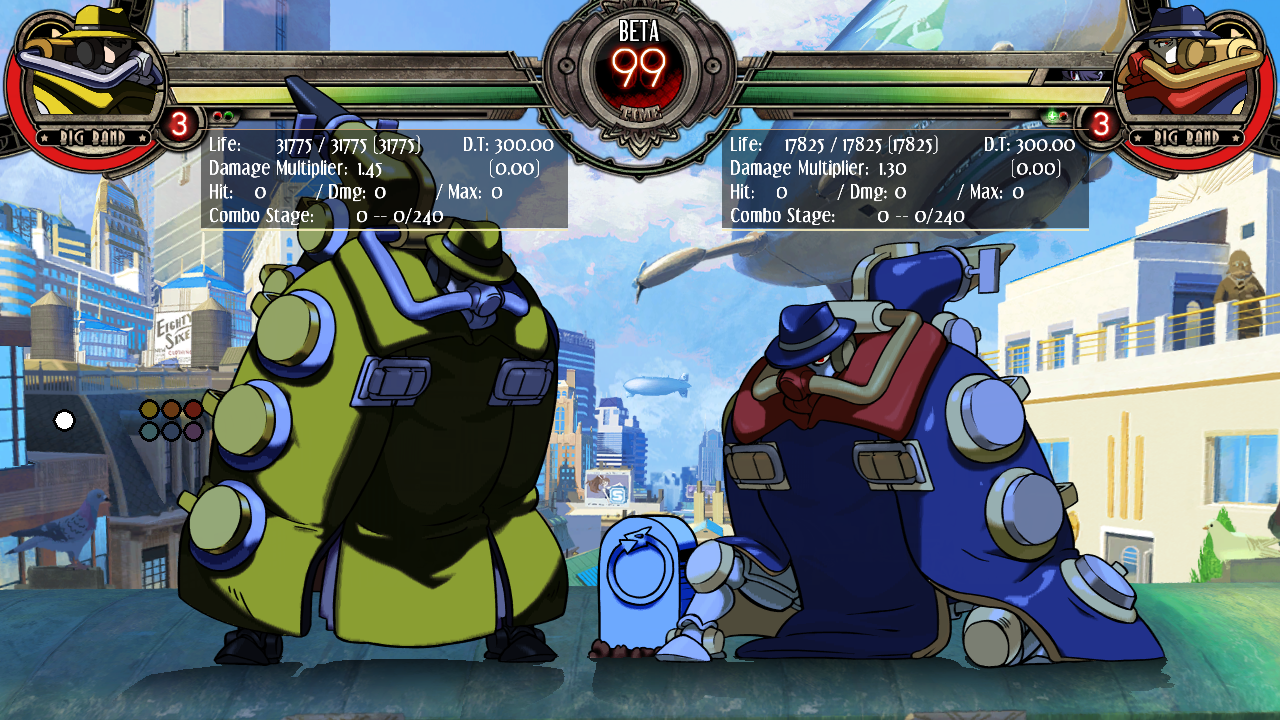 BETA
99
TIME
BIG BAND
3
3
BIG BAND
Life: 31775 / 31775 [31775] D.T: 300.00
Damage Multiplier: 1.45 [0.00]
Hit: 0 / Dmg: 0 / Max: 0
Combo Stage: 0 -- 0/240
Life: 17825 / 17825 [17825] D.T: 300.00
Damage Multiplier: 1.30 [0.00]
Hit: 0 / Dmg: 0 / Max: 0
Combo Stage: 0 -- 0/240
EIGHTY
SIXE
S